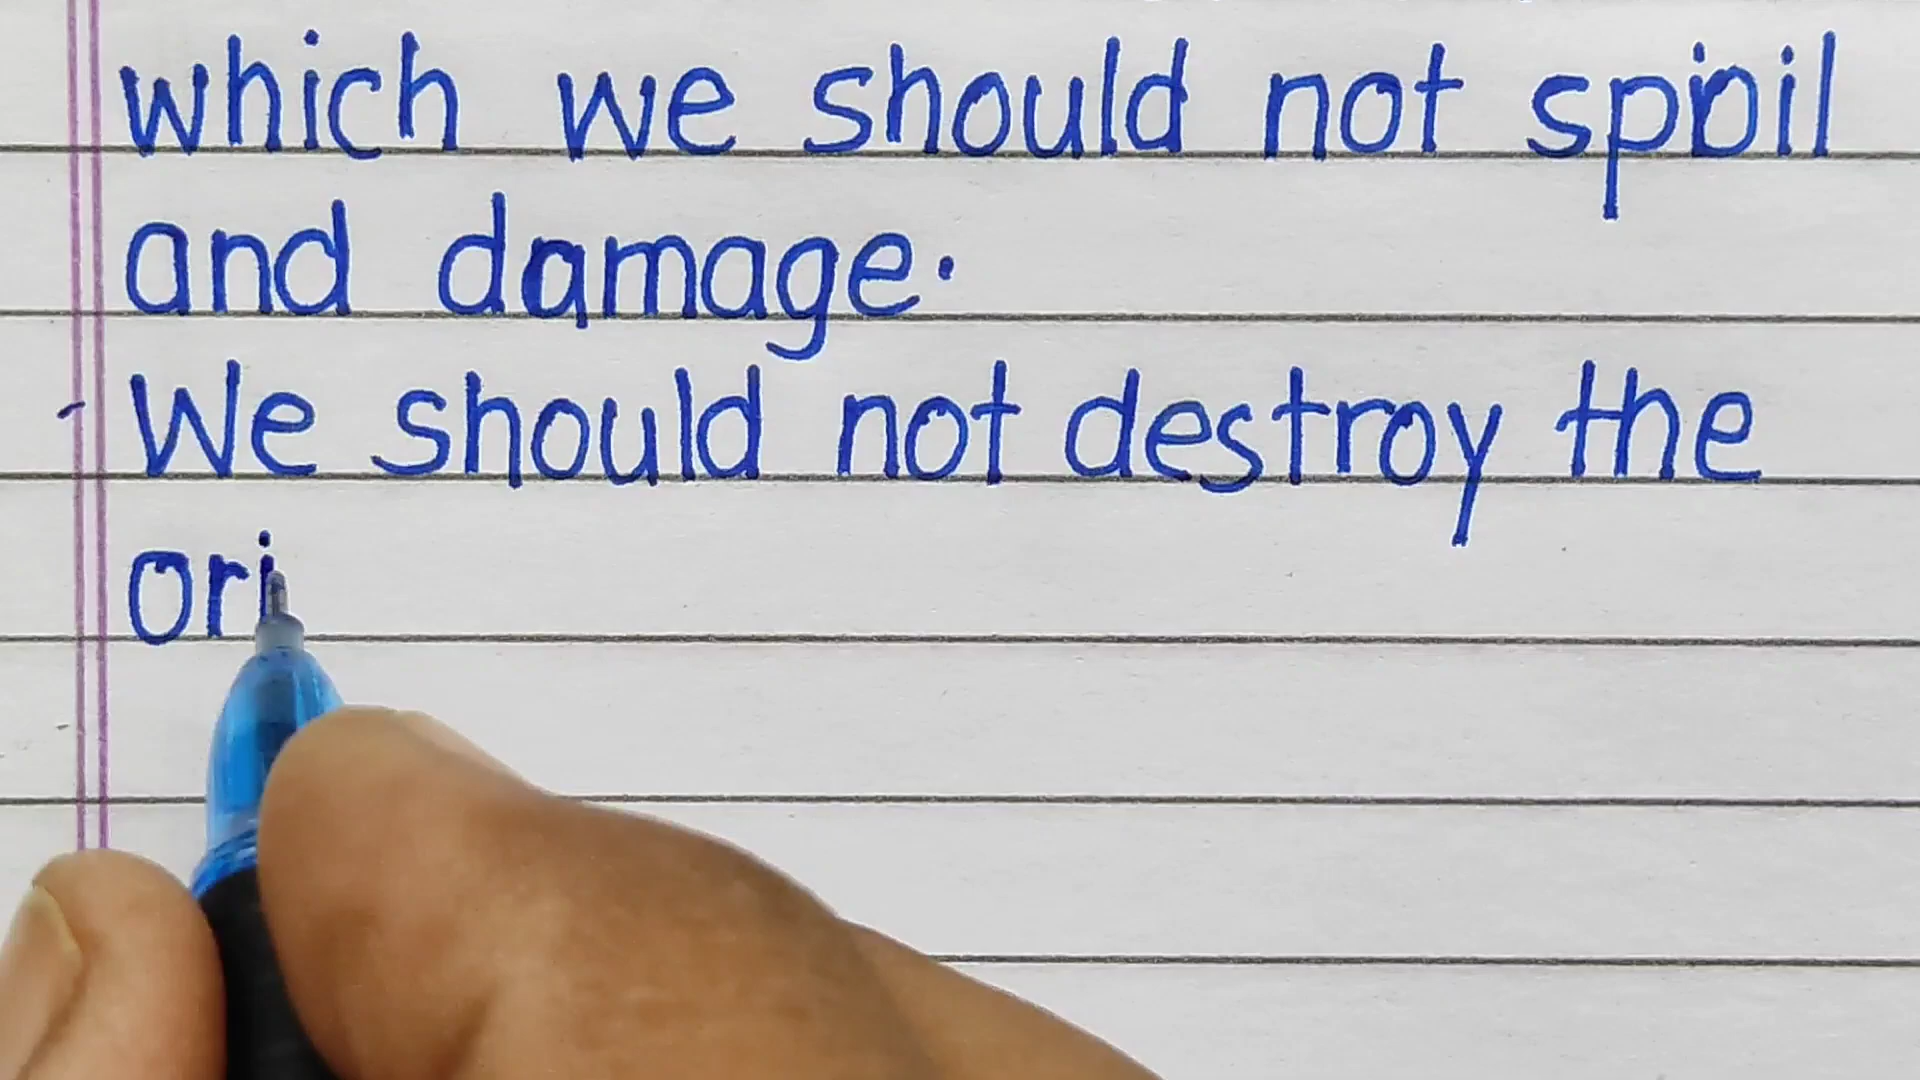 which we should not spoil
and damage.
We should not destroy the
ori